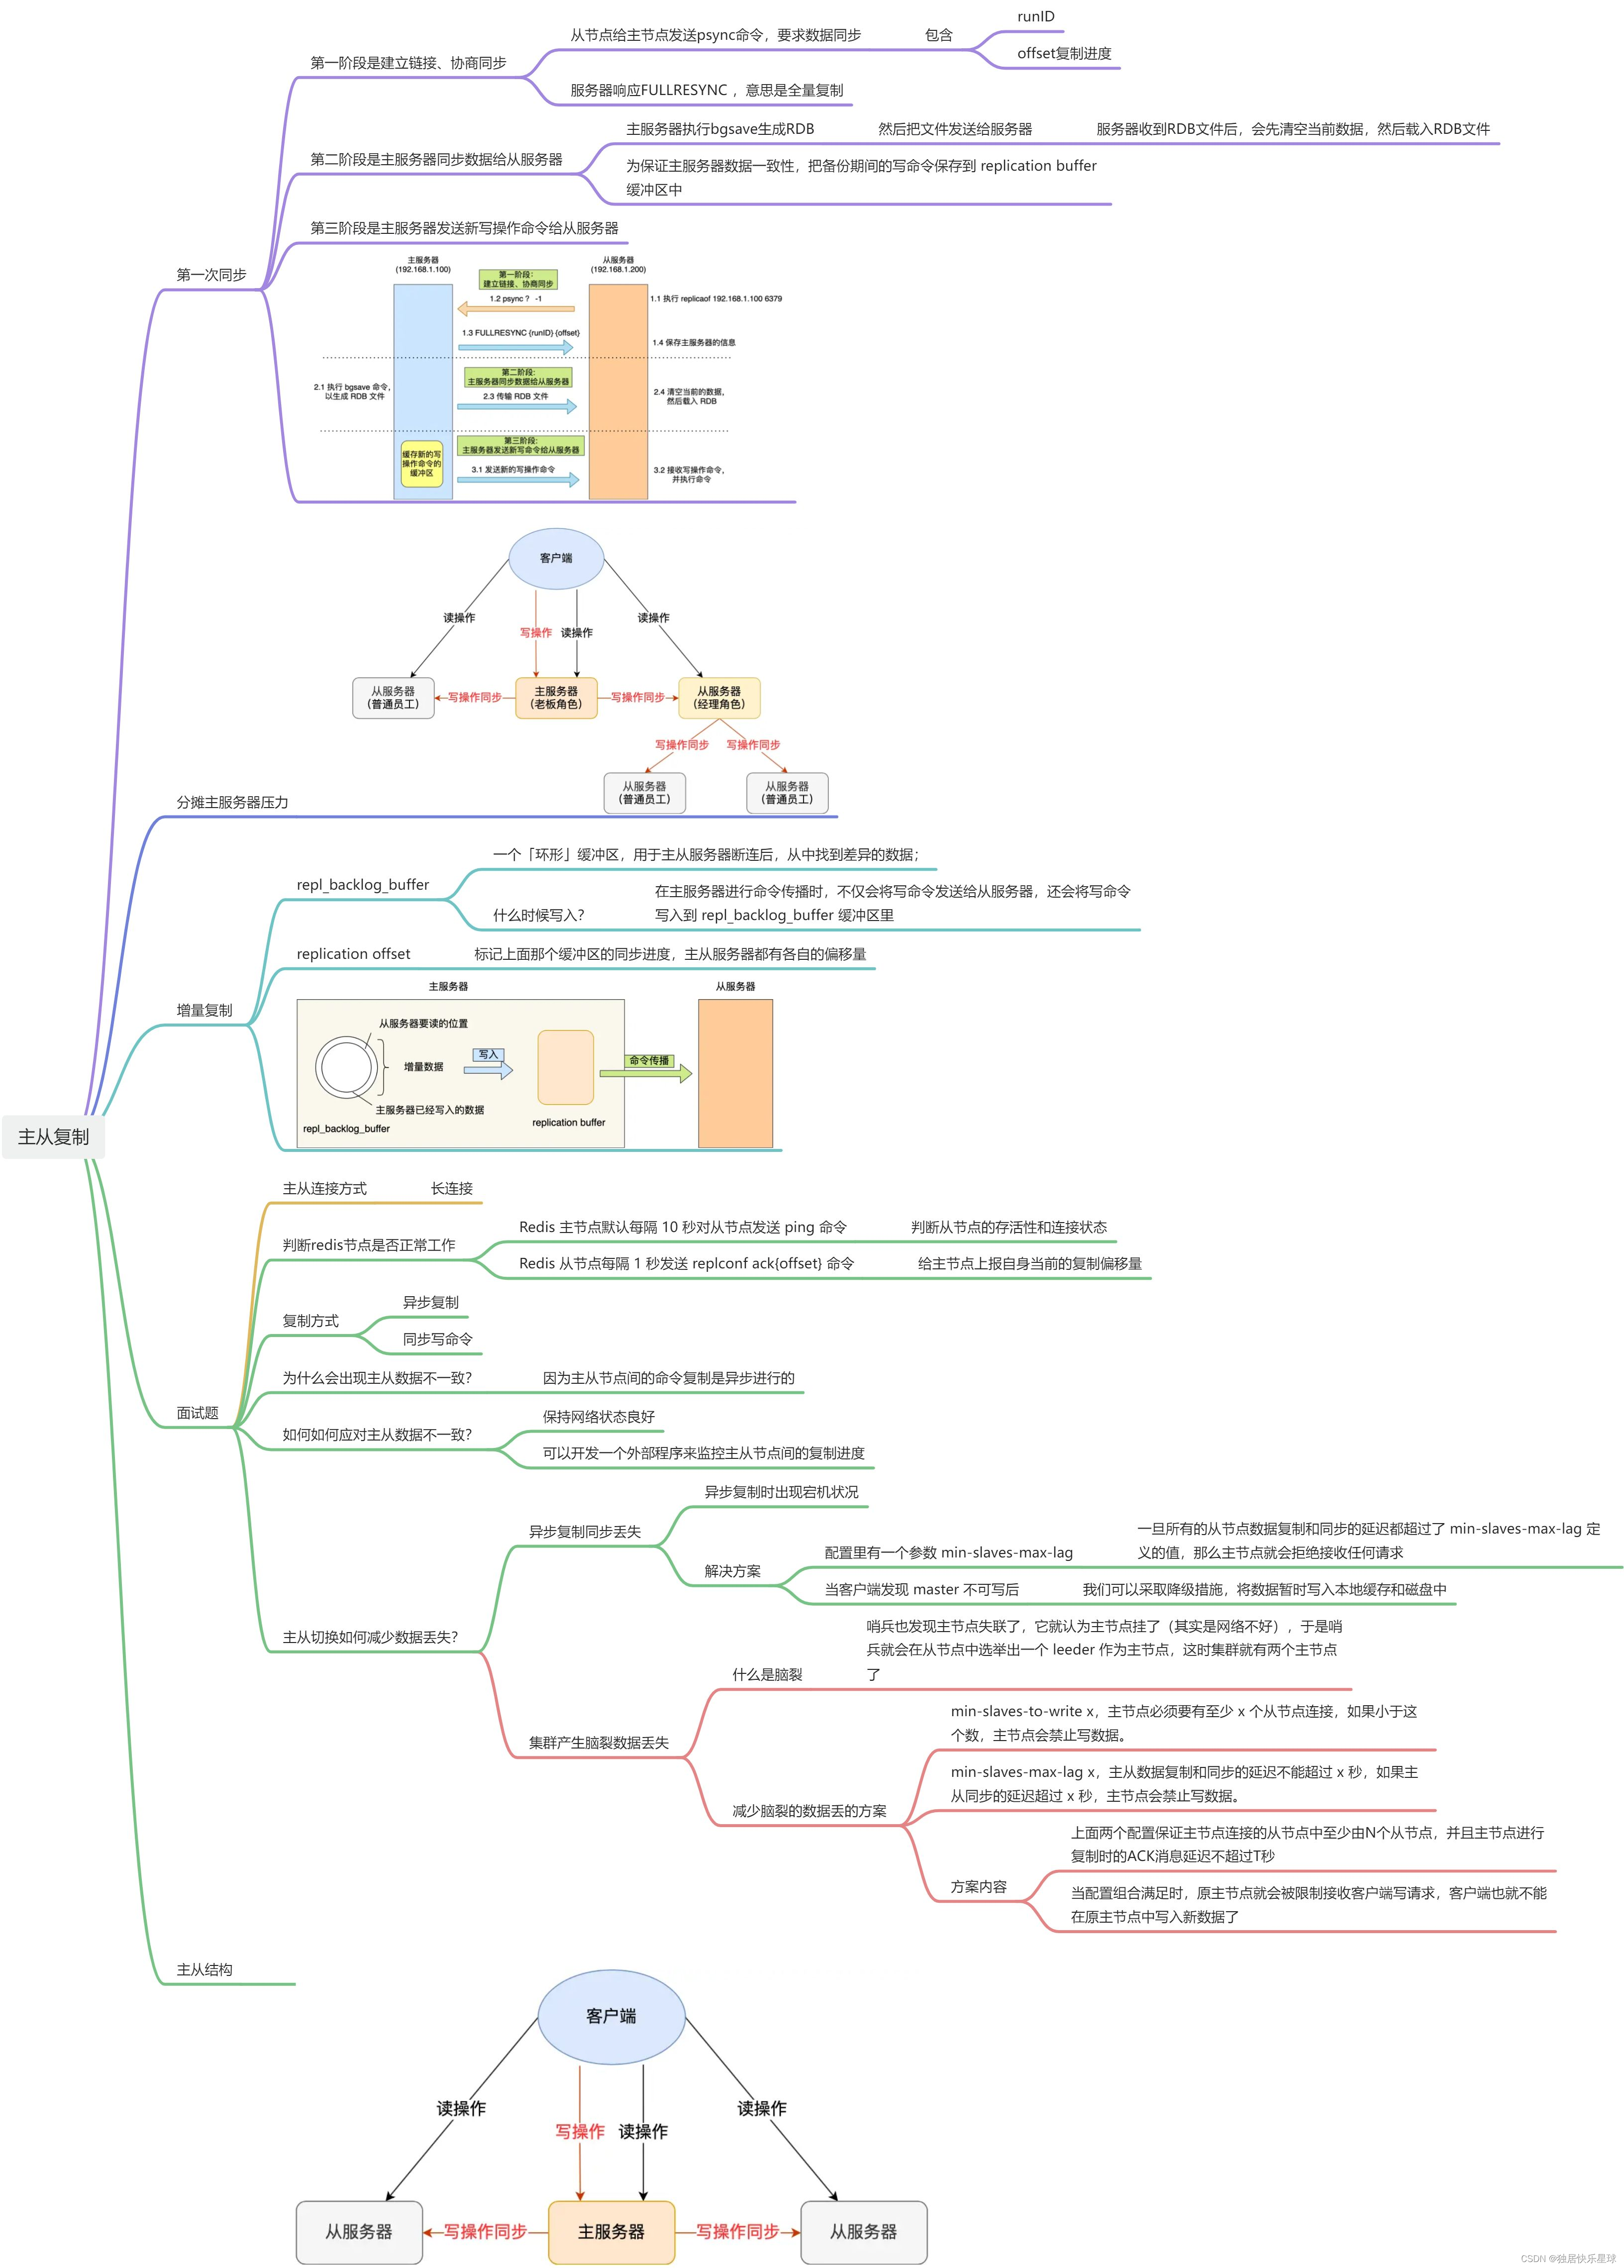 主从复制
第一次同步
第一阶段是建立链接、协商同步
从节点给主节点发送psync命令，要求数据同步
包含
runID
offset复制进度
服务器响应FULLRESYNC ，意思是全量复制
第二阶段是主服务器同步数据给从服务器
主服务器执行bgsave生成RDB
然后把文件发送给服务器
服务器收到RDB文件后，会先清空当前数据，然后载入RDB文件
为保证主服务器数据一致性，把备份期间的写命令保存到 replication buffer
缓冲区中
第三阶段是主服务器发送新写操作命令给从服务器
主服务器
(192.168.1.100)
从服务器
(192.168.1.200)
第一阶段：
建立链接、协商同步
1.2 psync ？ -1
1.1 执行 replicaof 192.168.1.100 6379
1.3 FULLRESYNC {runID} {offset}
1.4 保存主服务器的信息
第二阶段：
主服务器同步数据给从服务器
2.1 执行 bgsave 命令，
以生成 RDB 文件
2.3 传输 RDB 文件
2.4 清空当前的数据，
然后载入 RDB
第三阶段：
主服务器发送新写命令给从服务器
缓存新的写
操作命令的
缓冲区
3.1 发送新的写操作命令
3.2 接收写操作命令，
并执行命令
分摊主服务器压力
客户端
读操作
写操作
读操作
读操作
从服务器
(普通员工)
写操作同步
主服务器
(老板角色)
写操作同步
从服务器
(经理角色)
写操作同步
写操作同步
从服务器
(普通员工)
从服务器
(普通员工)
增量复制
repl_backlog_buffer
一个「环形」缓冲区，用于主从服务器断连后，从中找到差异的数据；
什么时候写入？
在主服务器进行命令传播时，不仅会将写命令发送给从服务器，还会将写命令
写入到 repl_backlog_buffer 缓冲区里
replication offset
标记上面那个缓冲区的同步进度，主从服务器都有各自的偏移量
主服务器
从服务器
从服务器要读的位置
增量数据
写入
命令传播
主服务器已经写入的数据
repl_backlog_buffer
replication buffer
面试题
主从连接方式
长连接
判断redis节点是否正常工作
Redis 主节点默认每隔 10 秒对从节点发送 ping 命令
判断从节点的存活性和连接状态
Redis 从节点每隔 1 秒发送 replconf ack{offset} 命令
给主节点上报自身当前的复制偏移量
复制方式
异步复制
同步写命令
为什么会出现主从数据不一致？
因为主从节点间的命令复制是异步进行的
如何如何应对主从数据不一致？
保持网络状态良好
可以开发一个外部程序来监控主从节点间的复制进度
主从切换如何减少数据丢失？
异步复制同步丢失
异步复制时出现宕机状况
解决方案
配置里有一个参数 min-slaves-max-lag
一旦所有的从节点数据复制和同步的延迟都超过了 min-slaves-max-lag 定
义的值，那么主节点就会拒绝接收任何请求
当客户端发现 master 不可写后
我们可以采取降级措施，将数据暂时写入本地缓存和磁盘中
集群产生脑裂数据丢失
什么是脑裂
哨兵也发现主节点失联了，它就认为主节点挂了（其实是网络不好），于是哨
兵就会在从节点中选举出一个 leeder 作为主节点，这时集群就有两个主节点
了
减少脑裂的数据丢的方案
min-slaves-to-write x，主节点必须要有至少 x 个从节点连接，如果小于这
个数，主节点会禁止写数据。
min-slaves-max-lag x，主从数据复制和同步的延迟不能超过 x 秒，如果主
从同步的延迟超过 x 秒，主节点会禁止写数据。
方案内容
上面两个配置保证主节点连接的从节点中至少由N个从节点，并且主节点进行
复制时的ACK消息延迟不超过T秒
当配置组合满足时，原主节点就会被限制接收客户端写请求，客户端也就不能
在原主节点中写入新数据了
主从结构
客户端
读操作
写操作
读操作
读操作
从服务器
写操作同步
主服务器
写操作同步
从服务器
CSDN @独居快乐星球